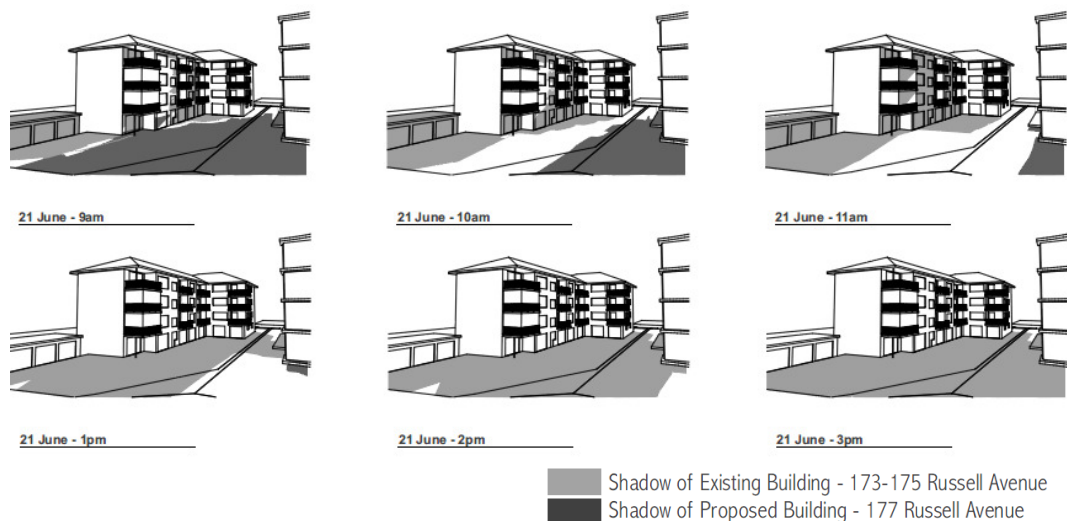 21 June - 9am
21 June - 10am
21 June - 11am
21 June - 1pm
21 June - 2pm
21 June - 3pm
Shadow of Existing Building - 173-175 Russell Avenue
Shadow of Proposed Building - 177 Russell Avenue